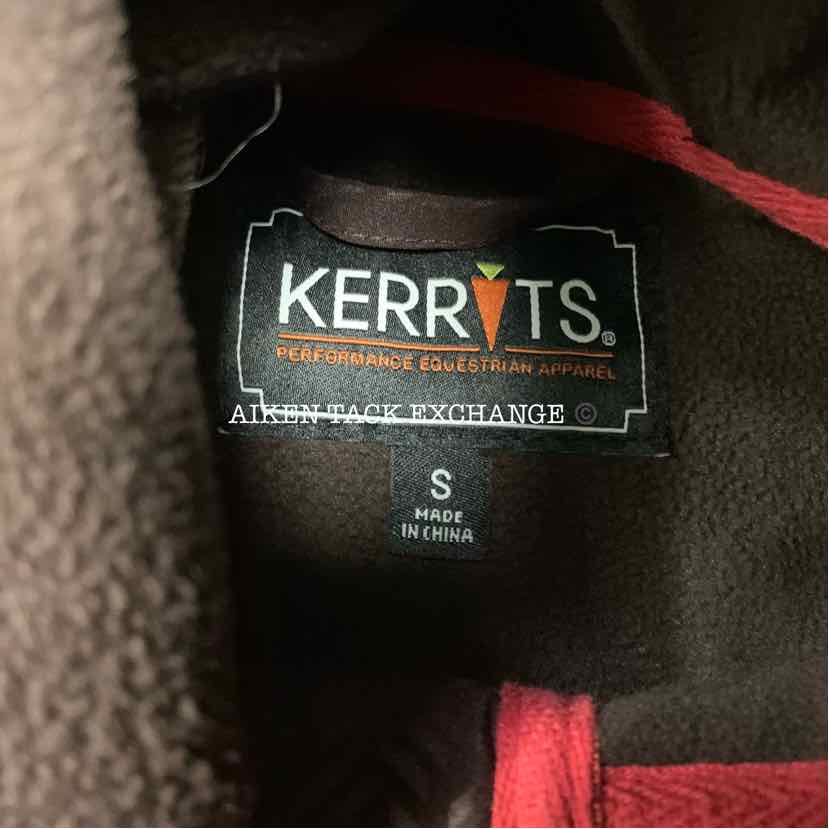 KERRITS®
PERFORMANCE EQUESTRIAN APPAREL
AIKEN TACK EXCHANGE ©
S
MADE
IN CHINA